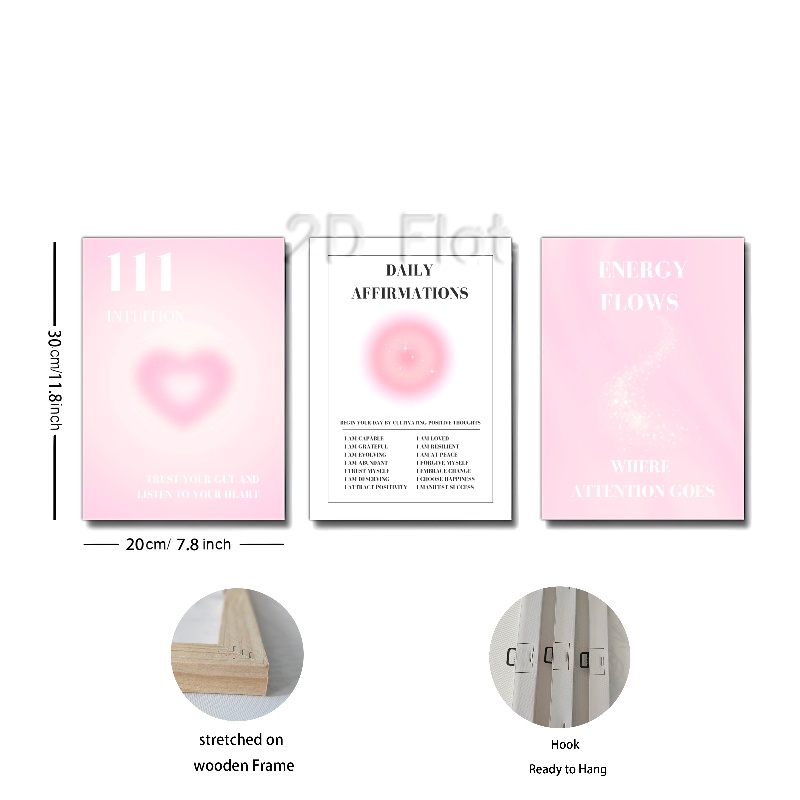 2D Flat
111
INTUITION
TRUST YOUR GUT AND
LISTEN TO YOUR HEART
DAILY
AFFIRMATIONS
BEGIN YOUR DAY BY CULTIVATING POSITIVE THOUGHTS
I AM CAPABLE
I AM GRATEFUL
I AM EVOLVING
I AM ABUNDANT
I TRUST MYSELF
I AM DESERVING
I ATTRACT POSITIVITY
I AM LOVED
I AM RESILIENT
I AM AT PEACE
I FORGIVE MYSELF
I EMBRACE CHANGE
I CHOOSE HAPPINESS
I MANIFEST SUCCESS
ENERGY
FLOWS
WHERE
ATTENTION GOES
30cm/11.8inch
20cm/ 7.8 inch
stretched on
wooden Frame
Hook
Ready to Hang